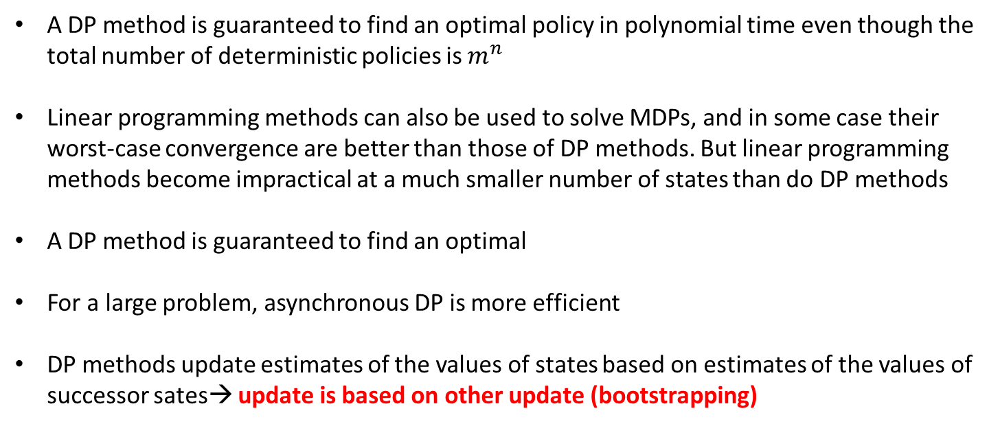 • A DP method is guaranteed to find an optimal policy in polynomial time even though the
total number of deterministic policies is mⁿ
• Linear programming methods can also be used to solve MDPs, and in some case their
worst-case convergence are better than those of DP methods. But linear programming
methods become impractical at a much smaller number of states than do DP methods
• A DP method is guaranteed to find an optimal
• For a large problem, asynchronous DP is more efficient
• DP methods update estimates of the values of states based on estimates of the values of
successor sates→ update is based on other update (bootstrapping)